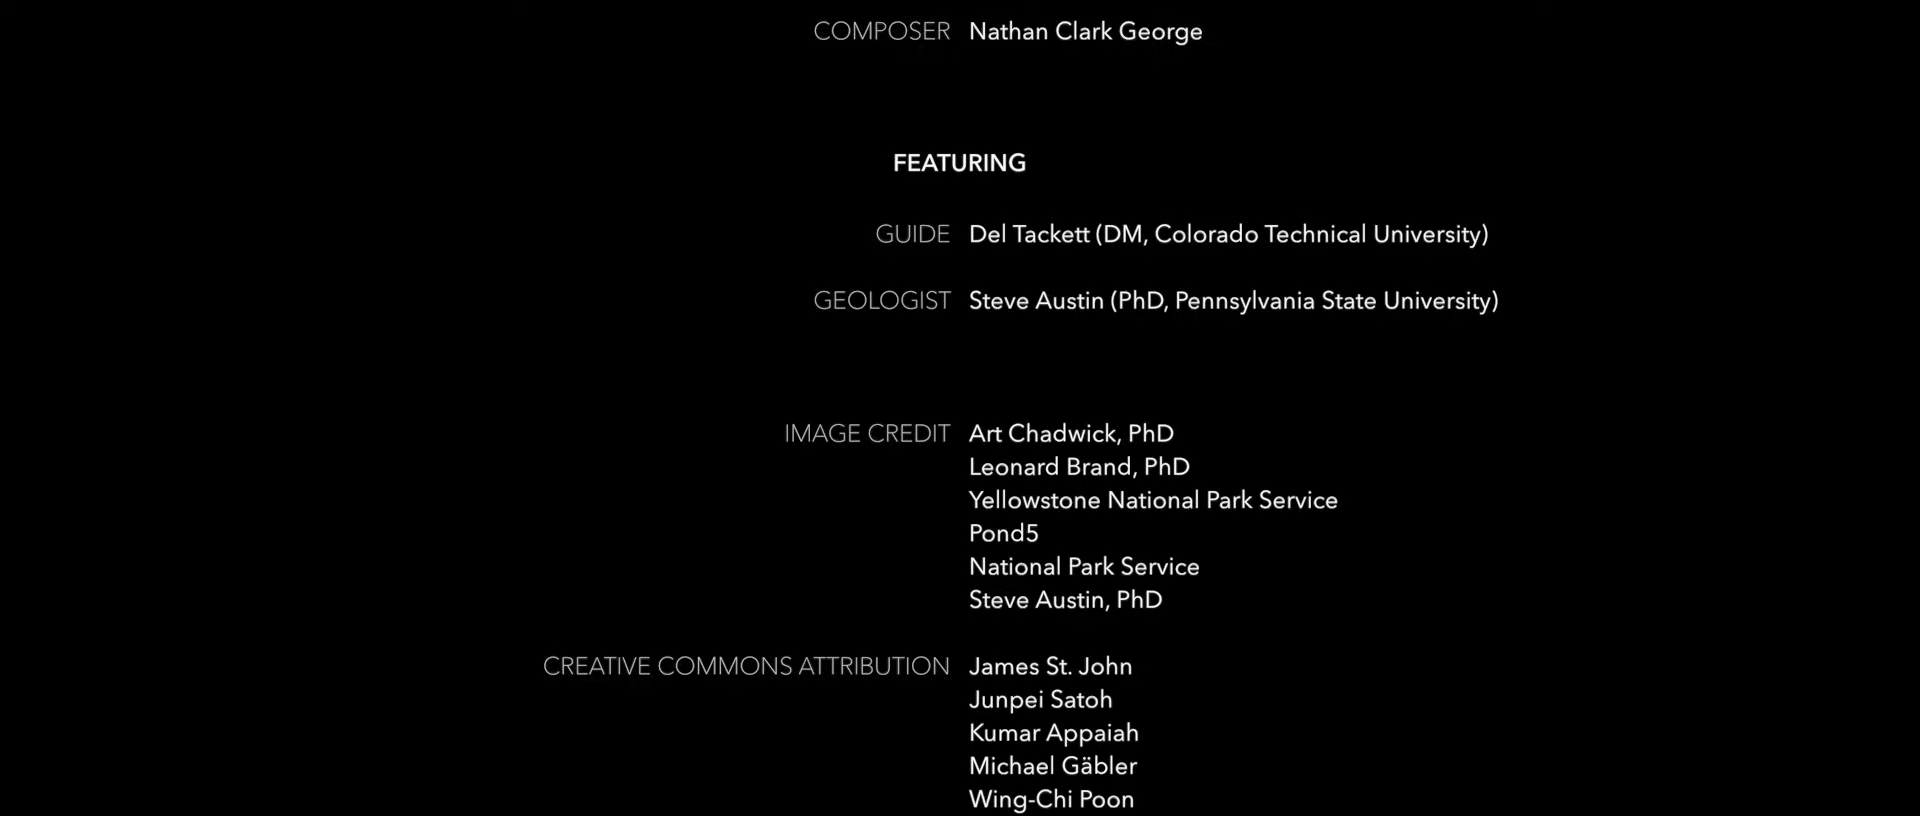 COMPOSER Nathan Clark George
FEATURING
GUIDE Del Tackett (DM, Colorado Technical University)
GEOLOGIST Steve Austin (PhD, Pennsylvania State University)
IMAGE CREDIT Art Chadwick, PhD
Leonard Brand, PhD
Yellowstone National Park Service
Pond5
National Park Service
Steve Austin, PhD
CREATIVE COMMONS ATTRIBUTION James St. John
Junpei Satoh
Kumar Appaiah
Michael Gäbler
Wing-Chi Poon